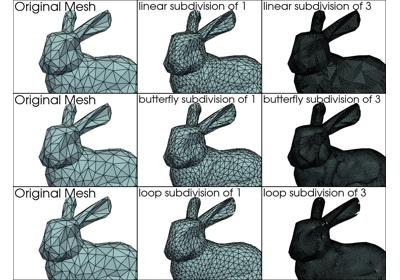 Original Mesh
linear subdivision of 1
linear subdivision of 3
Original Mesh
butterfly subdivision of 1
butterfly subdivision of 3
Original Mesh
loop subdivision of 1
loop subdivision of 3